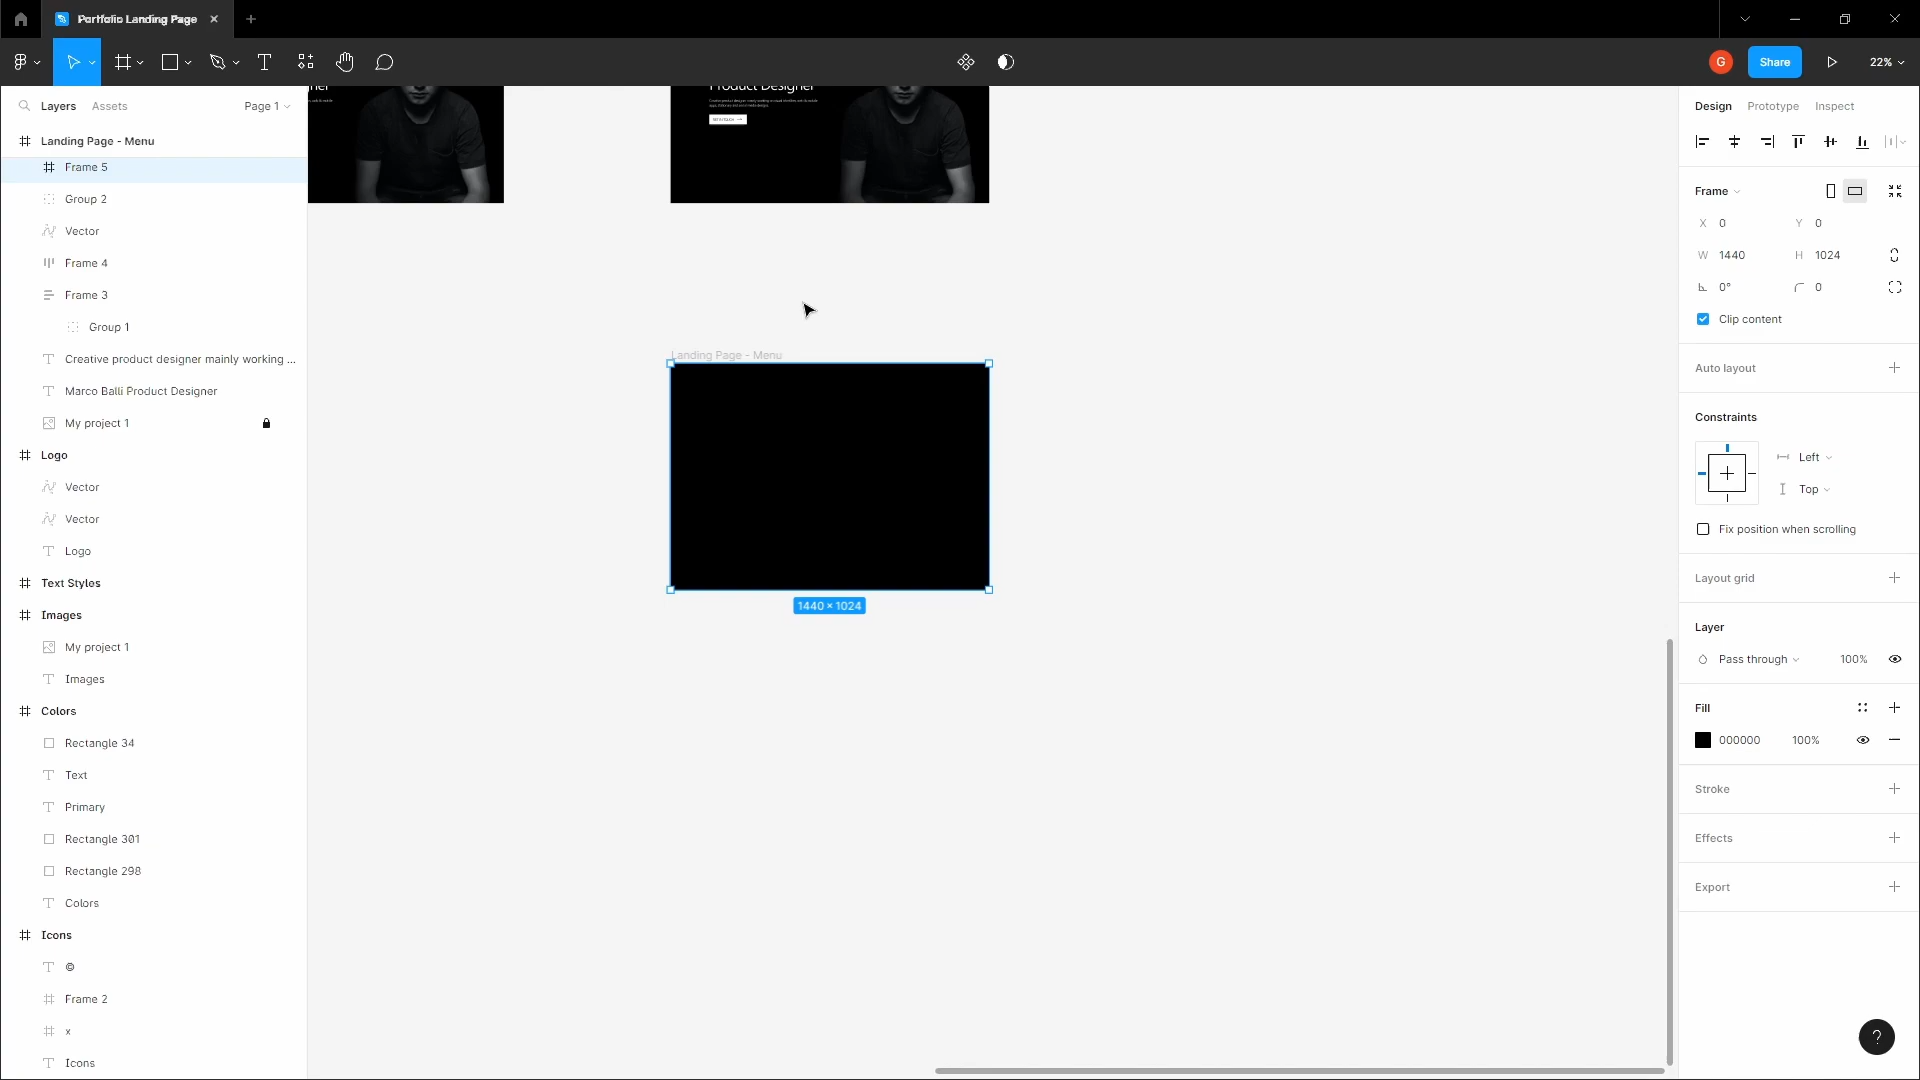 Portfolio Landing Page
G
Share
22%
Layers
Assets
Page 1
Design
Prototype
Inspect
Landing Page - Menu
Frame 5
Group 2
Vector
Frame 4
Frame 3
Group 1
Creative product designer mainly working ...
Marco Balli Product Designer
My project 1
Logo
Vector
Vector
Logo
Text Styles
Images
My project 1
Images
Colors
Rectangle 34
Text
Primary
Rectangle 301
Rectangle 298
Colors
Icons
©
Frame 2
x
Icons
Product Designer
Landing Page - Menu
1440 × 1024
Frame
X 0
Y 0
W 1440
H 1024
0°
0
Clip content
Auto layout
Constraints
Left
Top
Fix position when scrolling
Layout grid
Layer
Pass through
100%
Fill
000000
100%
Stroke
Effects
Export
?